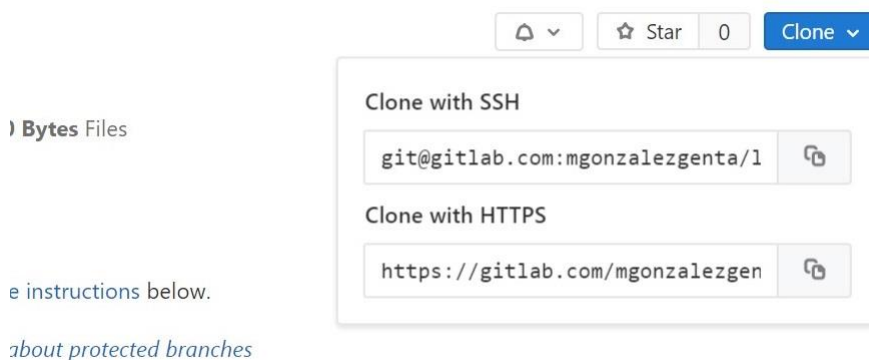 Star 0 Clone
Clone with SSH
Bytes Files
git@gitlab.com:mgonzalezgenta/l
Clone with HTTPS
https://gitlab.com/mgonzalezgen
e instructions below.
about protected branches